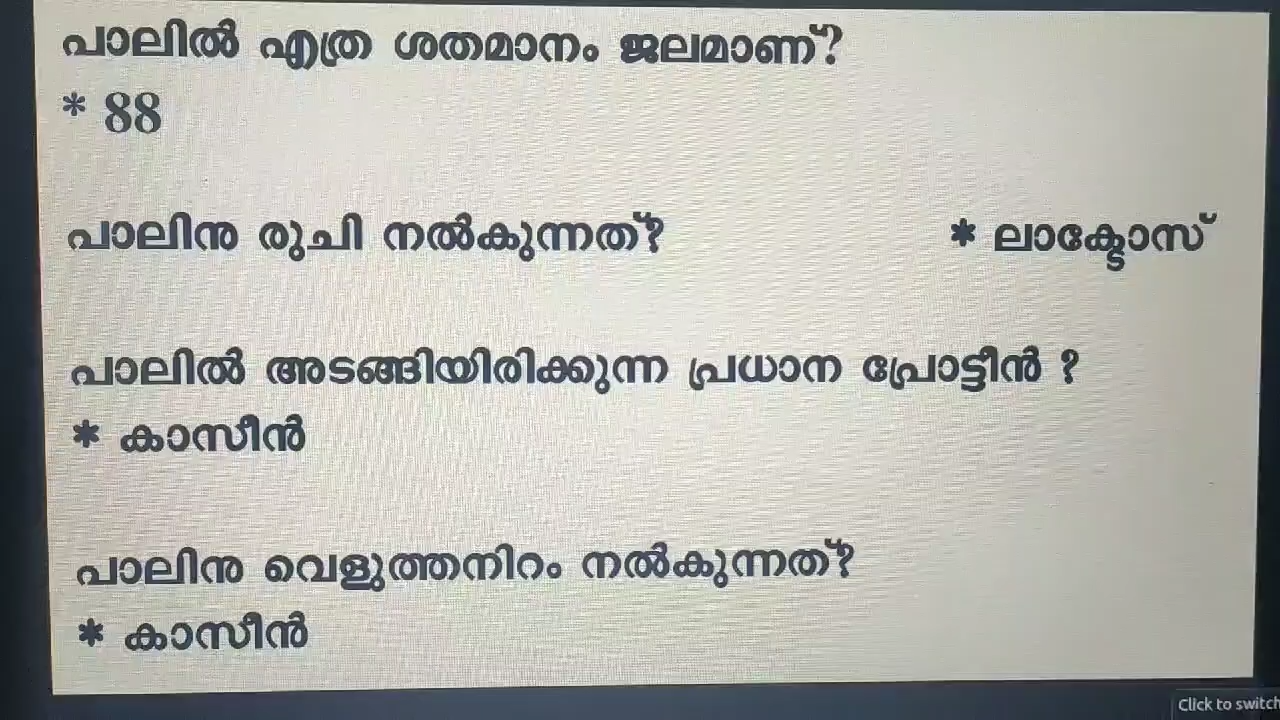 പാലിൽ എത്ര ശതമാനം ജലമാണ്?
* 88
പാലിനു രുചി നൽകുന്നത്? * ലാക്ടോസ്
പാലിൽ അടങ്ങിയിരിക്കുന്ന പ്രധാന പ്രോട്ടീൻ ?
* കാസീൻ
പാലിനു വെളുത്തനിറം നൽകുന്നത്?
* കാസീൻ
Click to switch